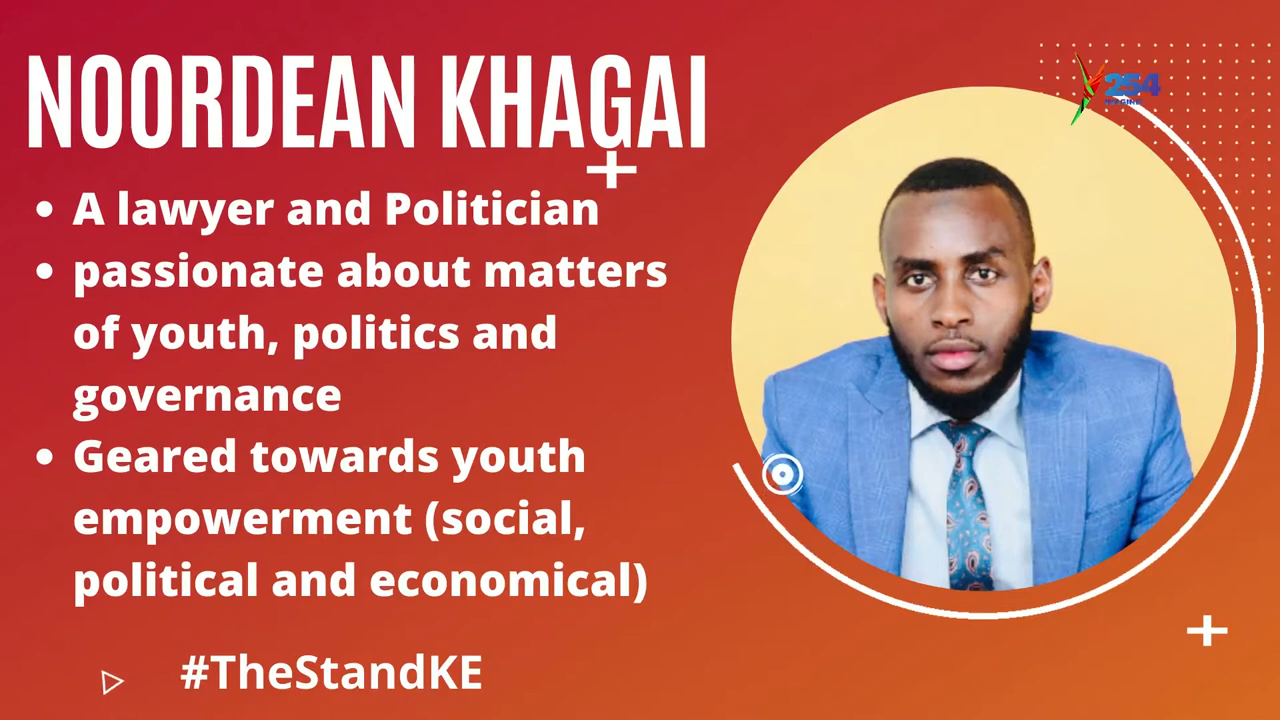 NOORDEAN KHAGAI
• A lawyer and Politician
• passionate about matters
of youth, politics and
governance
• Geared towards youth
empowerment (social,
political and economical)
#TheStandKE
254